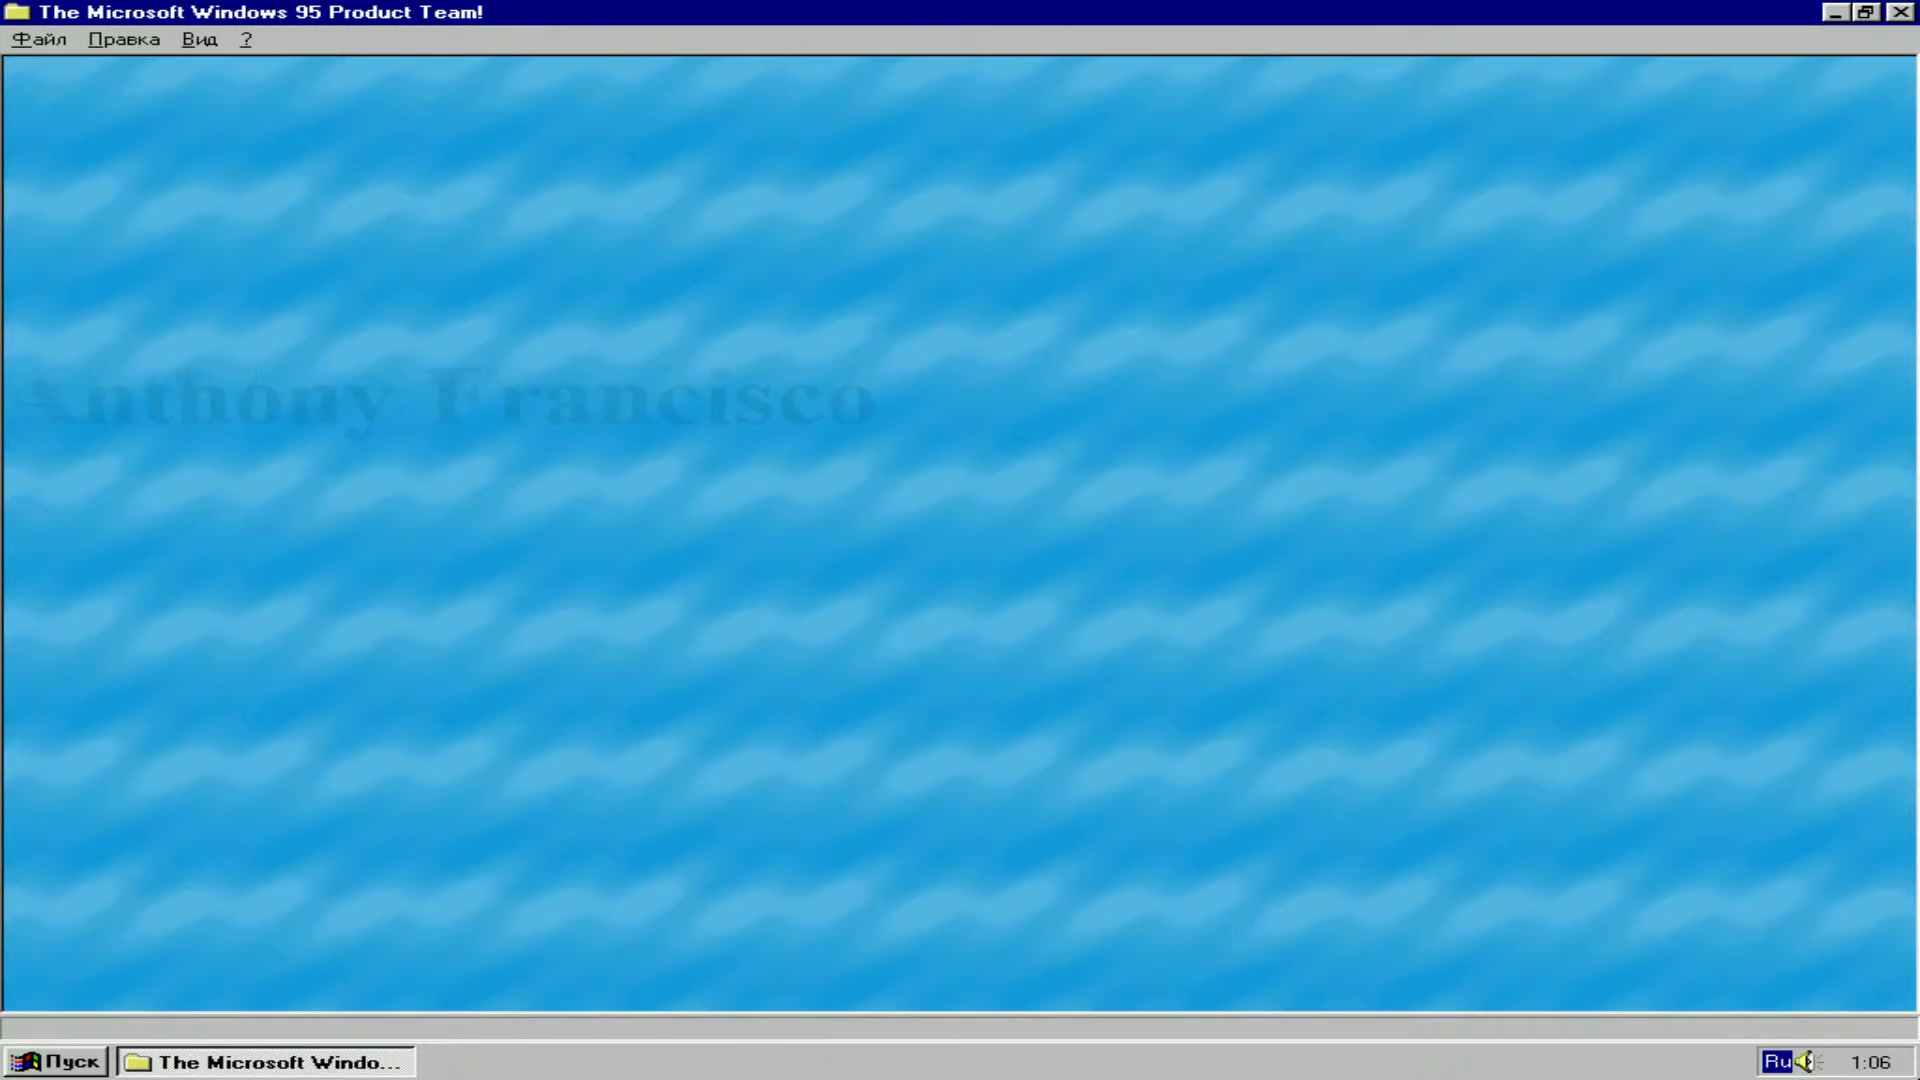 The Microsoft Windows 95 Product Team!
Файл Правка Вид ?
Anthony Francisco
Пуск The Microsoft Windo... Ru 1:06